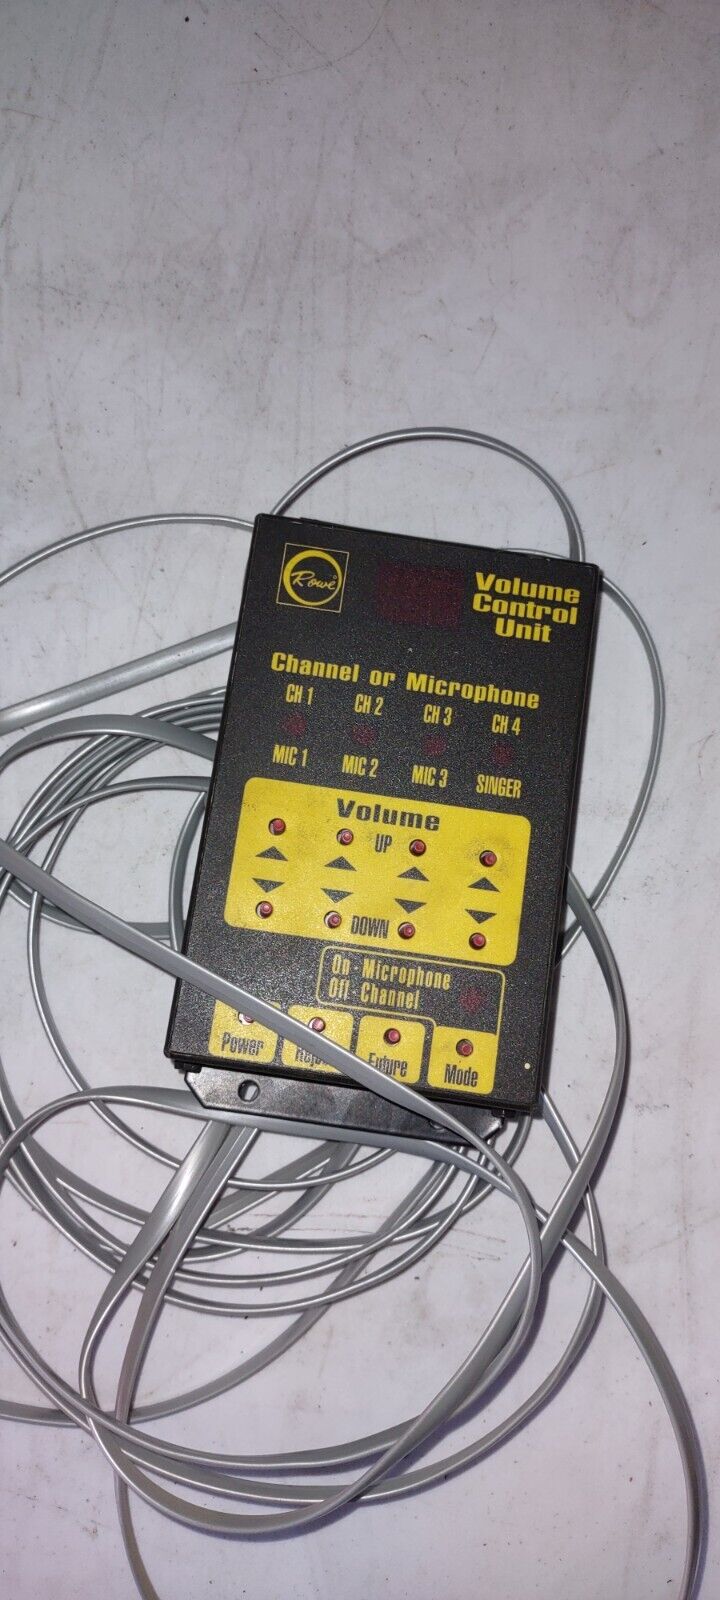 Rowe
Volume
Control
Unit
Channel or Microphone
CH 1 CH 2 CH 3 CH 4
MIC 1 MIC 2 MIC 3 SINGER
Volume
UP
DOWN
On - Microphone
Off - Channel
Power Future Mode